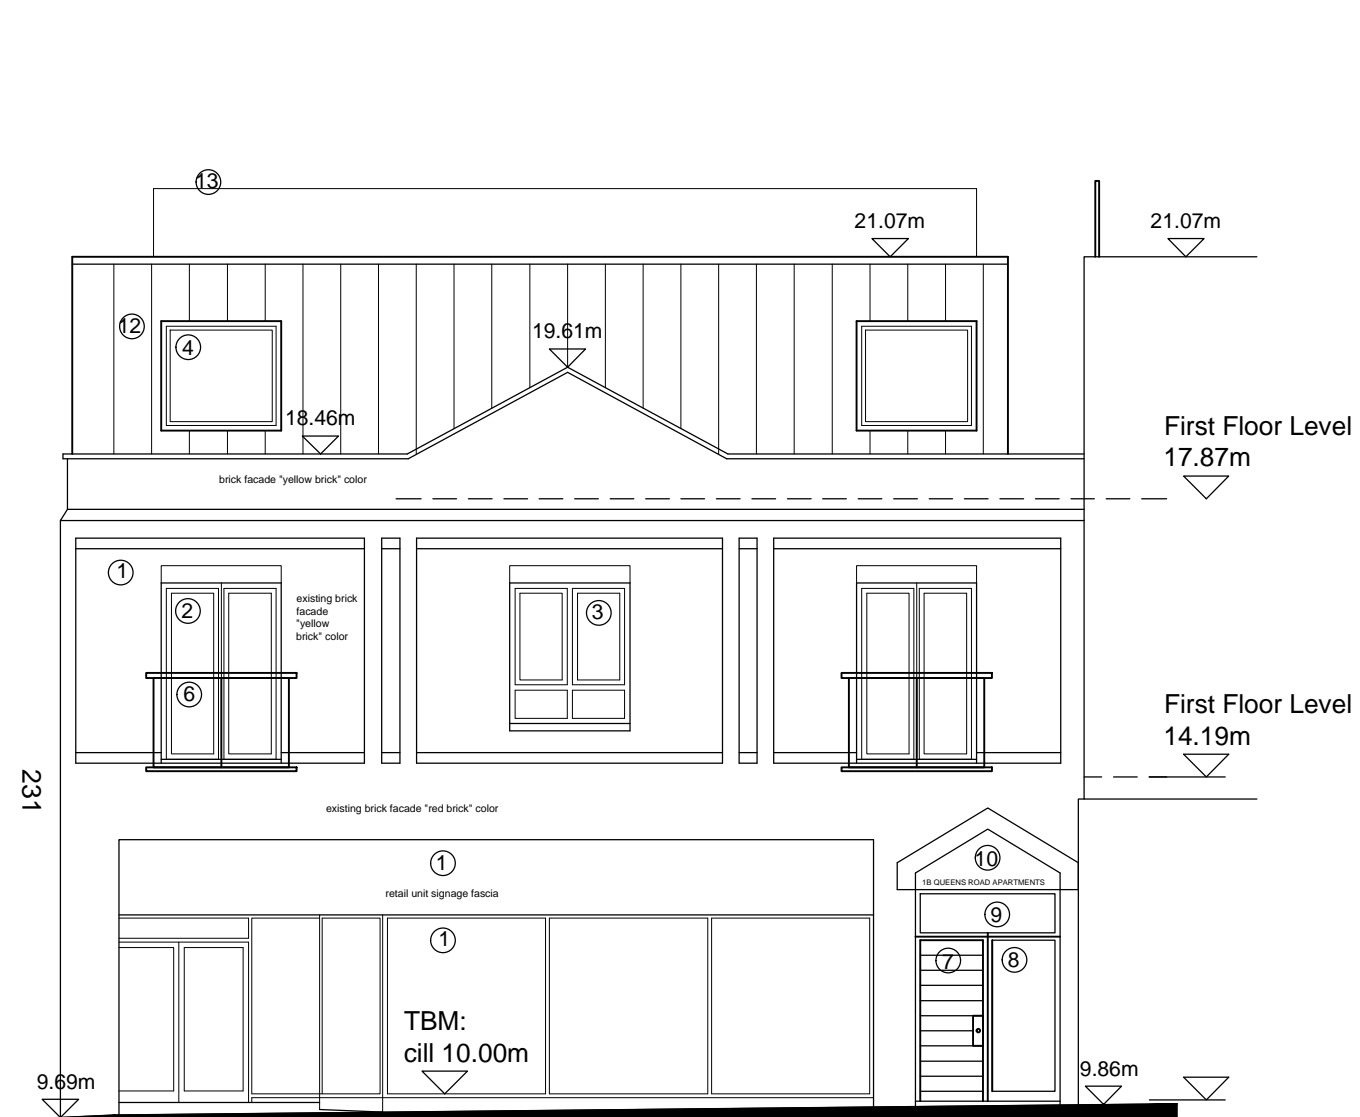 13
21.07m
21.07m
12
4
19.61m
18.46m
First Floor Level
17.87m
brick facade "yellow brick" color
1
2
existing brick
facade
"yellow
brick" color
3
6
First Floor Level
14.19m
231
existing brick facade "red brick" color
1
retail unit signage fascia
10
1B QUEENS ROAD APARTMENTS
9
1
7
8
TBM:
cill 10.00m
9.69m
9.86m